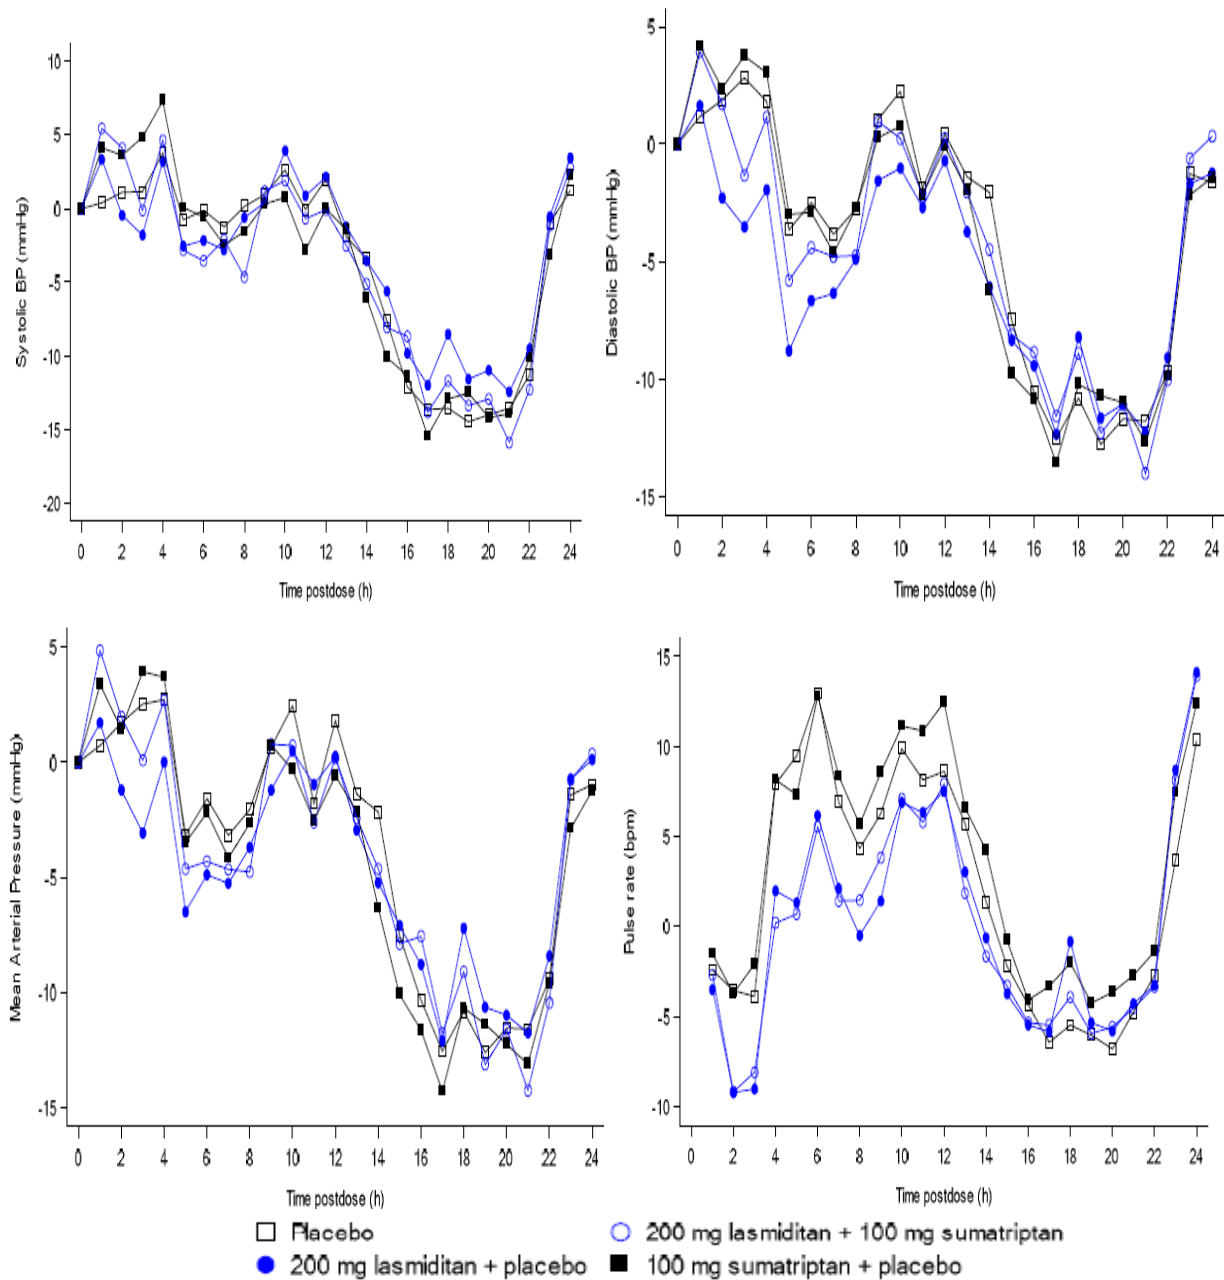 Systolic BP (mmHg)
10
5
0
-5
-10
-15
-20
0 2 4 6 8 10 12 14 16 18 20 22 24
Time postdose (h)
Diastolic BP (mmHg)
5
0
-5
-10
-15
0 2 4 6 8 10 12 14 16 18 20 22 24
Time postdose (h)
Mean Arterial Pressure (mmHg)
5
0
-5
-10
-15
0 2 4 6 8 10 12 14 16 18 20 22 24
Time postdose (h)
Pulse rate (bpm)
15
10
5
0
-5
-10
0 2 4 6 8 10 12 14 16 18 20 22 24
Time postdose (h)
Placebo
200 mg lasmiditan + 100 mg sumatriptan
200 mg lasmiditan + placebo
100 mg sumatriptan + placebo